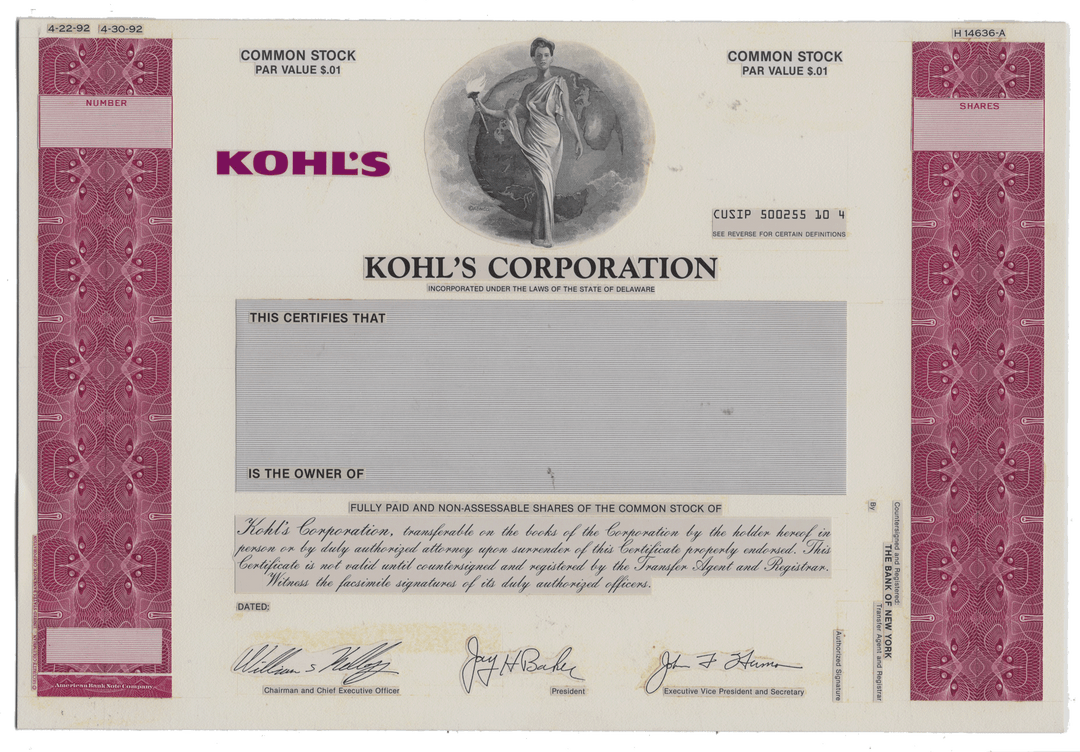 4-22-92 4-30-92
H 14636-A
COMMON STOCK
PAR VALUE $.01
COMMON STOCK
PAR VALUE $.01
NUMBER
SHARES
KOHL'S
CUSIP 500255 10 4
SEE REVERSE FOR CERTAIN DEFINITIONS
KOHL'S CORPORATION
INCORPORATED UNDER THE LAWS OF THE STATE OF DELAWARE
THIS CERTIFIES THAT
IS THE OWNER OF
FULLY PAID AND NON-ASSESSABLE SHARES OF THE COMMON STOCK OF
Kohl's Corporation, transferable on the books of the Corporation by the holder hereof in
person or by duly authorized attorney upon surrender of this Certificate properly endorsed. This
Certificate is not valid until countersigned and registered by the Transfer Agent and Registrar.
Witness the facsimile signatures of its duly authorized officers.
DATED:
William S Kellogg
Chairman and Chief Executive Officer
Jay H Baker
President
John F Herma
Executive Vice President and Secretary
Countersigned and Registered:
THE BANK OF NEW YORK
Transfer Agent and Registrar
By
Authorized Signature
American Bank Note Company